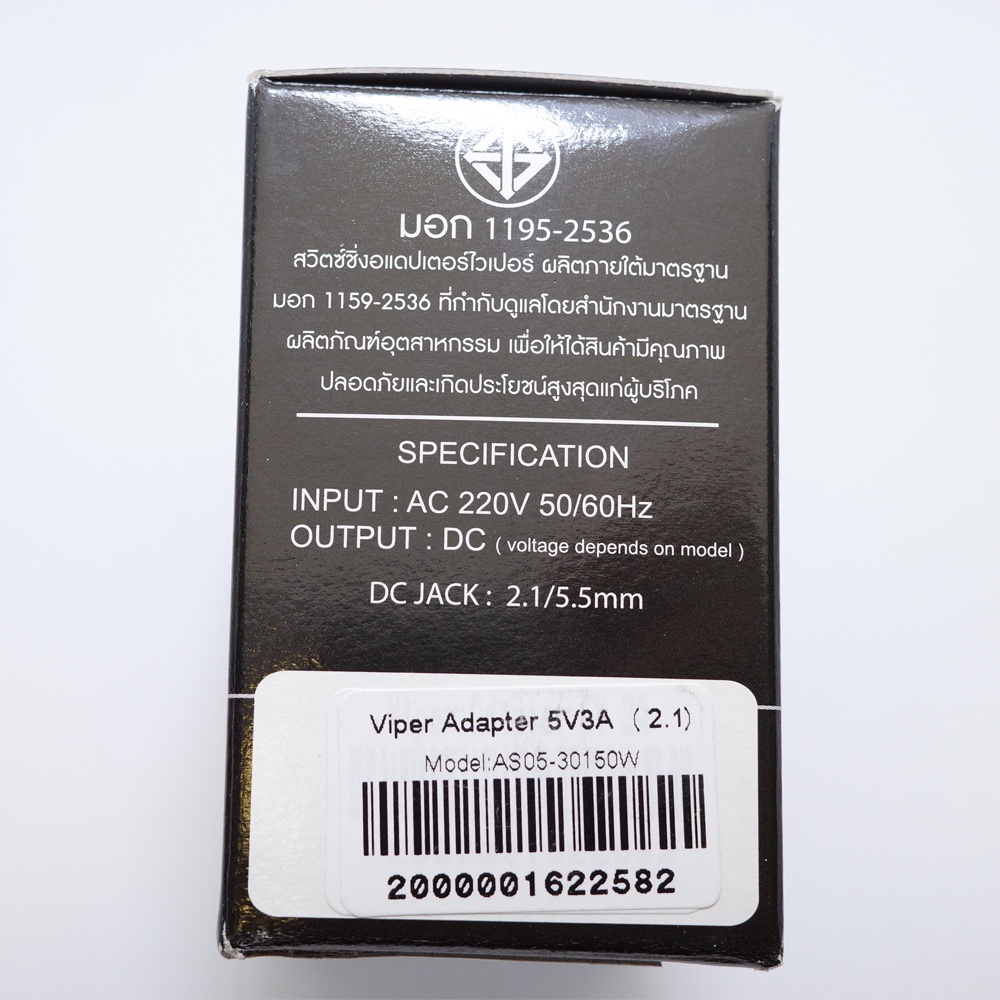 มอก 1195-2536
สวิตซ์ชิ่งอแดปเตอร์ไวเปอร์ ผลิตภายใต้มาตรฐาน
มอก 1159-2536 ที่กำกับดูแลโดยสำนักงานมาตรฐาน
ผลิตภัณฑ์อุตสาหกรรม เพื่อให้ได้สินค้ามีคุณภาพ
ปลอดภัยและเกิดประโยชน์สูงสุดแก่ผู้บริโภค
SPECIFICATION
INPUT : AC 220V 50/60Hz
OUTPUT : DC ( voltage depends on model )
DC JACK : 2.1/5.5mm
Viper Adapter 5V3A (2.1)
Model:AS05-30150W
2000001622582